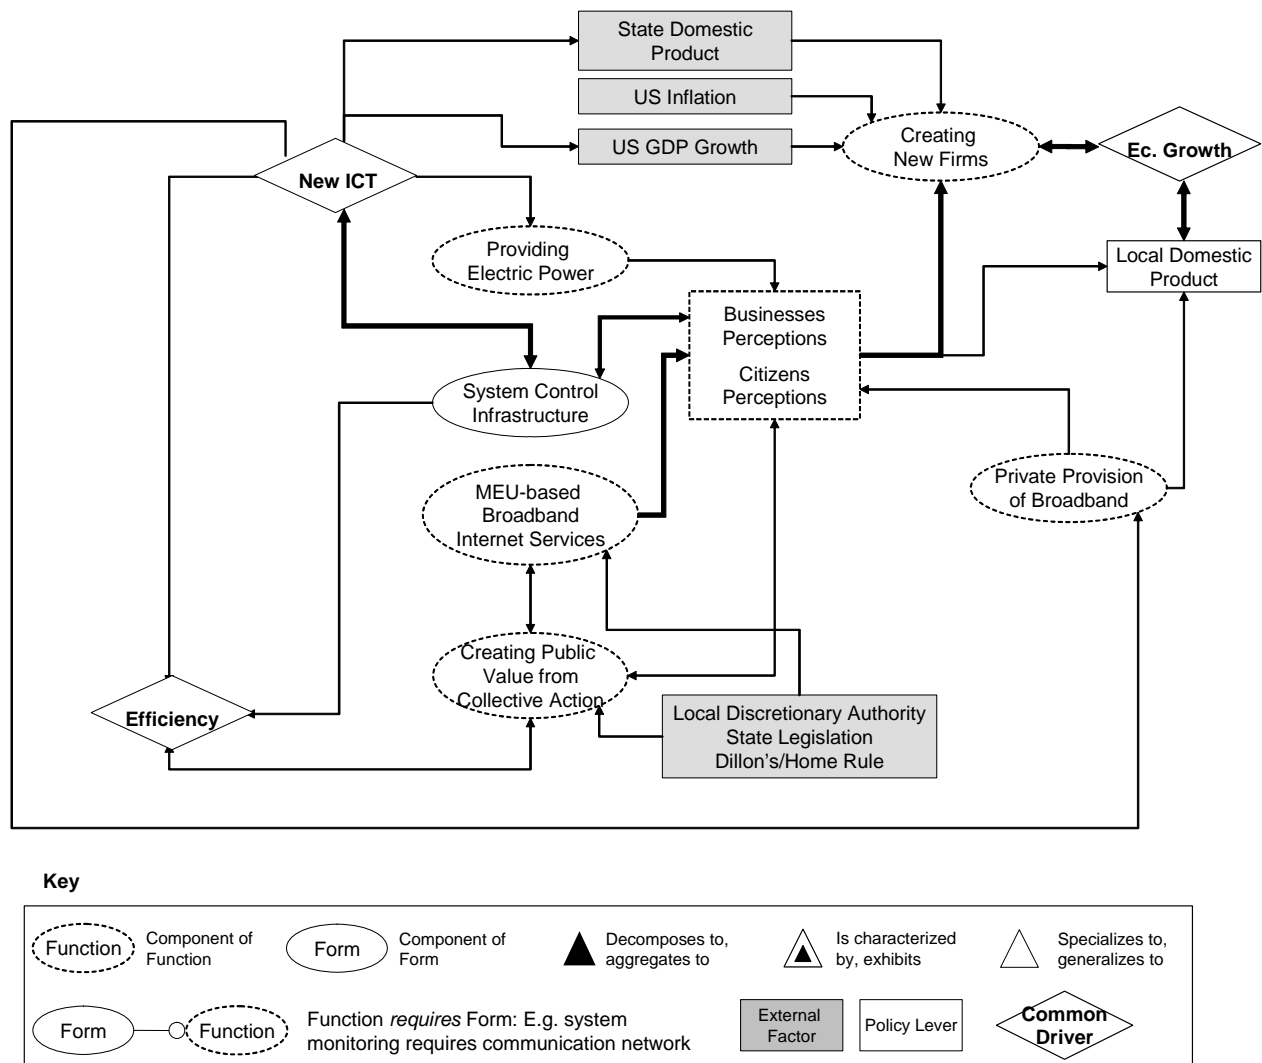 State Domestic
Product
US Inflation
US GDP Growth
Creating
New Firms
Ec. Growth
New ICT
Providing
Electric Power
Local Domestic
Product
Businesses
Perceptions
Citizens
Perceptions
System Control
Infrastructure
MEU-based
Broadband
Internet Services
Private Provision
of Broadband
Creating Public
Value from
Collective Action
Efficiency
Local Discretionary Authority
State Legislation
Dillon's/Home Rule
Key
Function
Component of
Function
Form
Component of
Form
Decomposes to,
aggregates to
Is characterized
by, exhibits
Specializes to,
generalizes to
Form
Function
Function requires Form: E.g. system
monitoring requires communication network
External
Factor
Policy Lever
Common
Driver